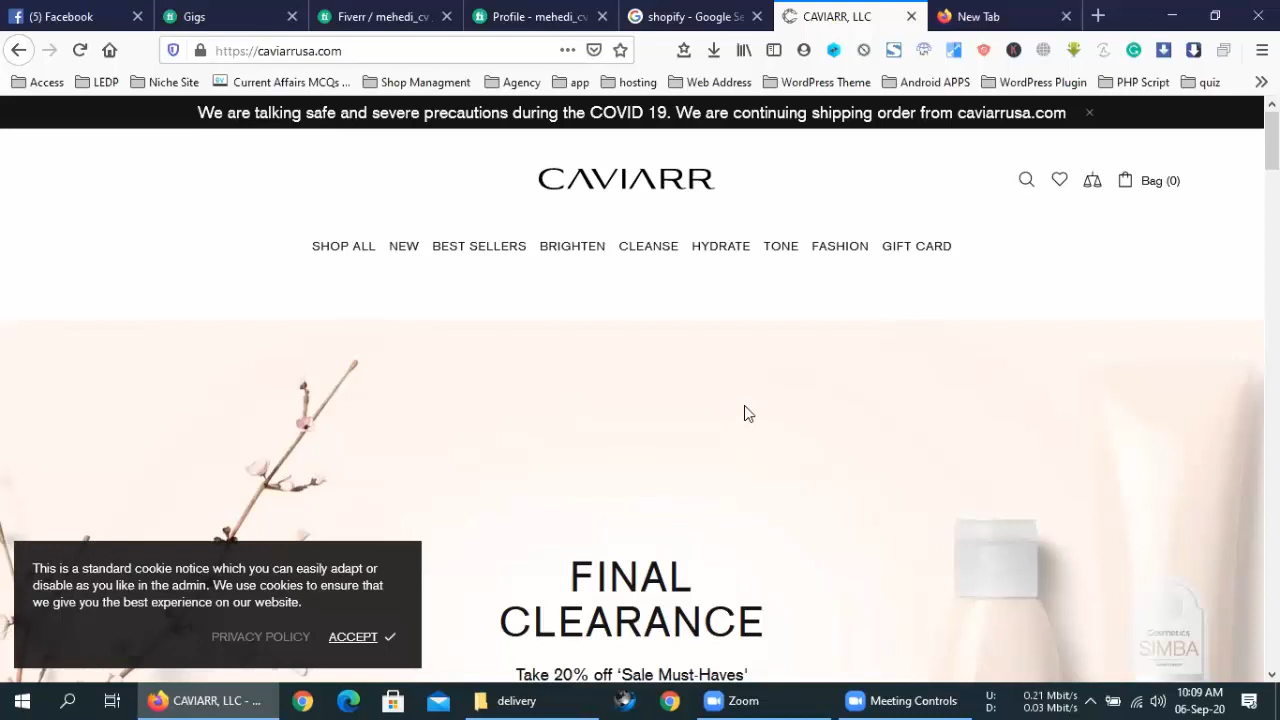 (5) Facebook
Gigs
Fiverr / mehedi_cv
Profile - mehedi_cv
shopify - Google Se
CAVIARR, LLC
New Tab
https://caviarrusa.com
Access
LEDP
Niche Site
Current Affairs MCQs ...
Shop Managment
Agency
app
hosting
Web Address
WordPress Theme
Android APPS
WordPress Plugin
PHP Script
quiz
We are talking safe and severe precautions during the COVID 19. We are continuing shipping order from caviarrusa.com
CAVIARR
Bag (0)
SHOP ALL NEW BEST SELLERS BRIGHTEN CLEANSE HYDRATE TONE FASHION GIFT CARD
FINAL
CLEARANCE
Take 20% off ‘Sale Must-Haves'
Cosmetics
SIMBA
This is a standard cookie notice which you can easily adapt or
disable as you like in the admin. We use cookies to ensure that
we give you the best experience on our website.
PRIVACY POLICY ACCEPT
CAVIARR, LLC - ...
delivery
Zoom
Meeting Controls
U: 0.21 Mbit/s
D: 0.03 Mbit/s
10:09 AM
06-Sep-20